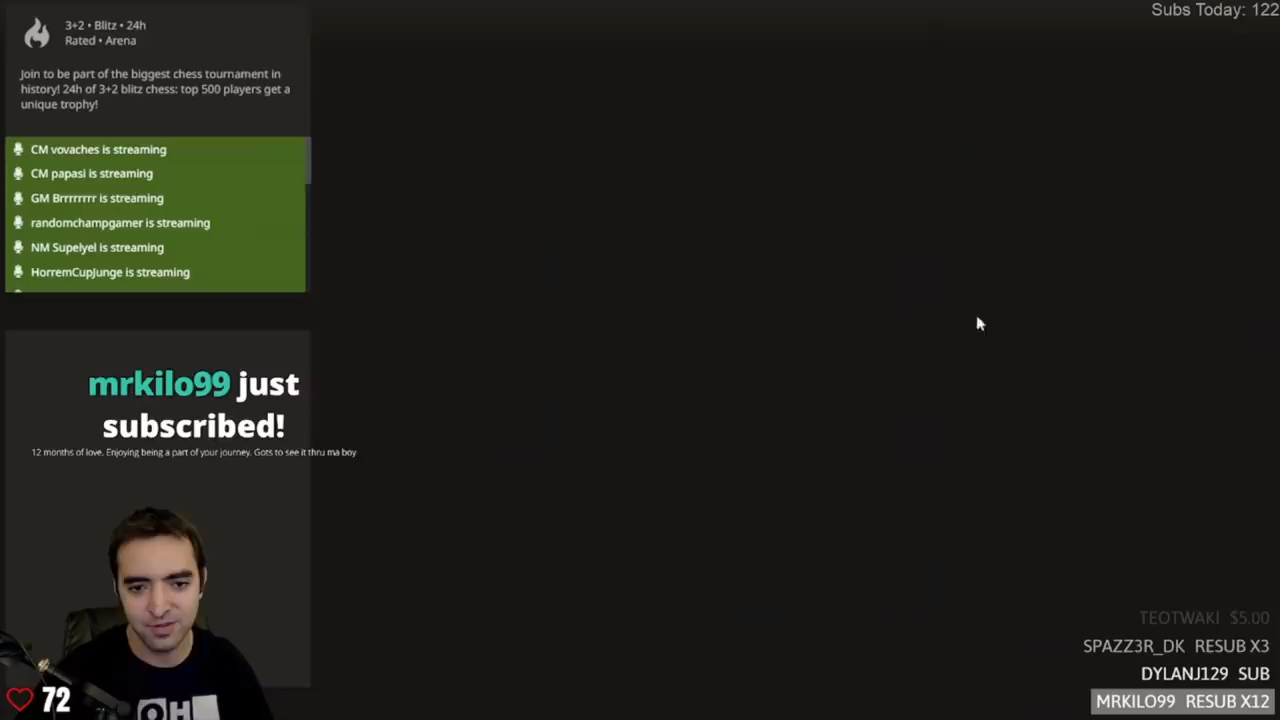 Subs Today: 122
3+2 • Blitz • 24h
Rated • Arena
Join to be part of the biggest chess tournament in
history! 24h of 3+2 blitz chess: top 500 players get a
unique trophy!
CM vovaches is streaming
CM papasi is streaming
GM Brrrrrrrr is streaming
randomchampgamer is streaming
NM Supelyel is streaming
HorremCupJunge is streaming
mrkilo99 just
subscribed!
12 months of love. Enjoying being a part of your journey. Gots to see it thru ma boy
TEOTWAKI $5.00
SPAZZ3R_DK RESUB X3
DYLANJ129 SUB
MRKILO99 RESUB X12
72